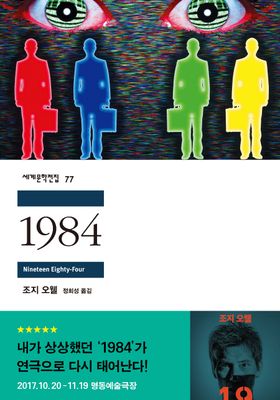 세계문학전집 77
1984
Nineteen Eighty-Four
조지 오웰
정회성 옮김
★★★★★
내가 상상했던 '1984'가
연극으로 다시 태어난다!
2017.10.20-11.19 명동예술극장
조지 오웰
19